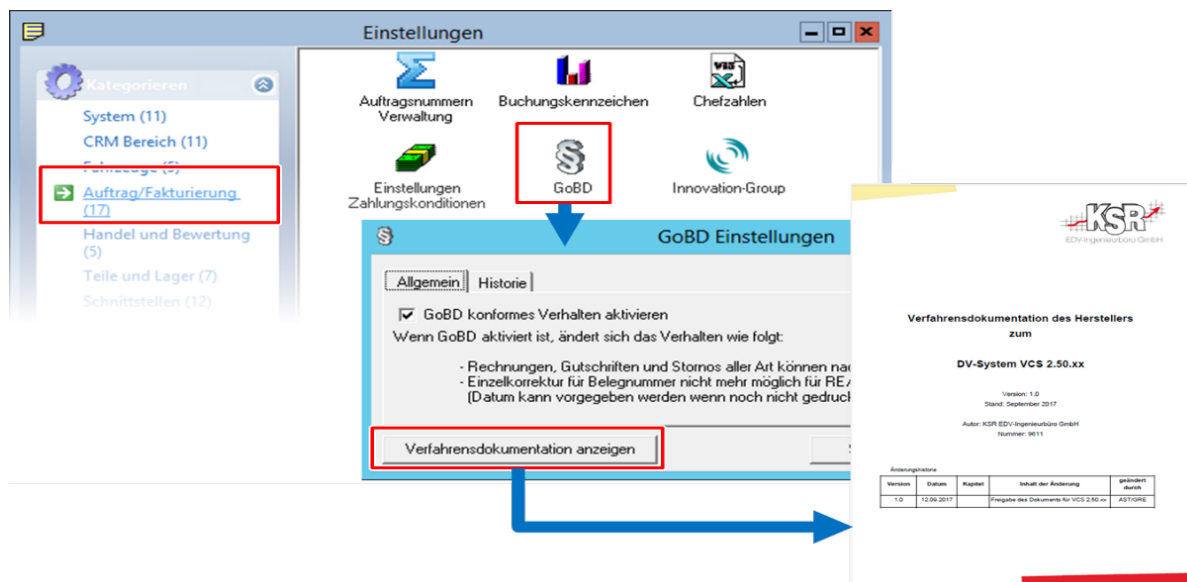 Einstellungen
Kategorieren
System (11)
CRM Bereich (11)
Fahrzeuge (5)
Auftrag/Fakturierung
(17)
Handel und Bewertung
(5)
Teile und Lager (7)
Schnittstellen (12)
Auftragsnummern
Verwaltung
Buchungskennzeichen
Chefzahlen
Einstellungen
Zahlungskonditionen
GoBD
Innovation-Group
GoBD Einstellungen
Allgemein
Historie
GoBD konformes Verhalten aktivieren
Wenn GoBD aktiviert ist, ändert sich das Verhalten wie folgt:
- Rechnungen, Gutschriften und Stornos aller Art können nac
- Einzelkorrektur für Belegnummer nicht mehr möglich für RE/
(Datum kann vorgegeben werden wenn noch nicht gedruck
Verfahrensdokumentation anzeigen
KSR
EDV-Ingenieurbüro GmbH
Verfahrensdokumentation des Herstellers
zum
DV-System VCS 2.50.xx
Version: 1.0
Stand: September 2017
Autor: KSR EDV-Ingenieurbüro GmbH
Nummer: 9611
Änderungshistorie
Version Datum Kapitel Inhalt der Änderung geändert
durch
1.0 12.09.2017 Freigabe des Dokuments für VCS 2.50.xx AST/GRE